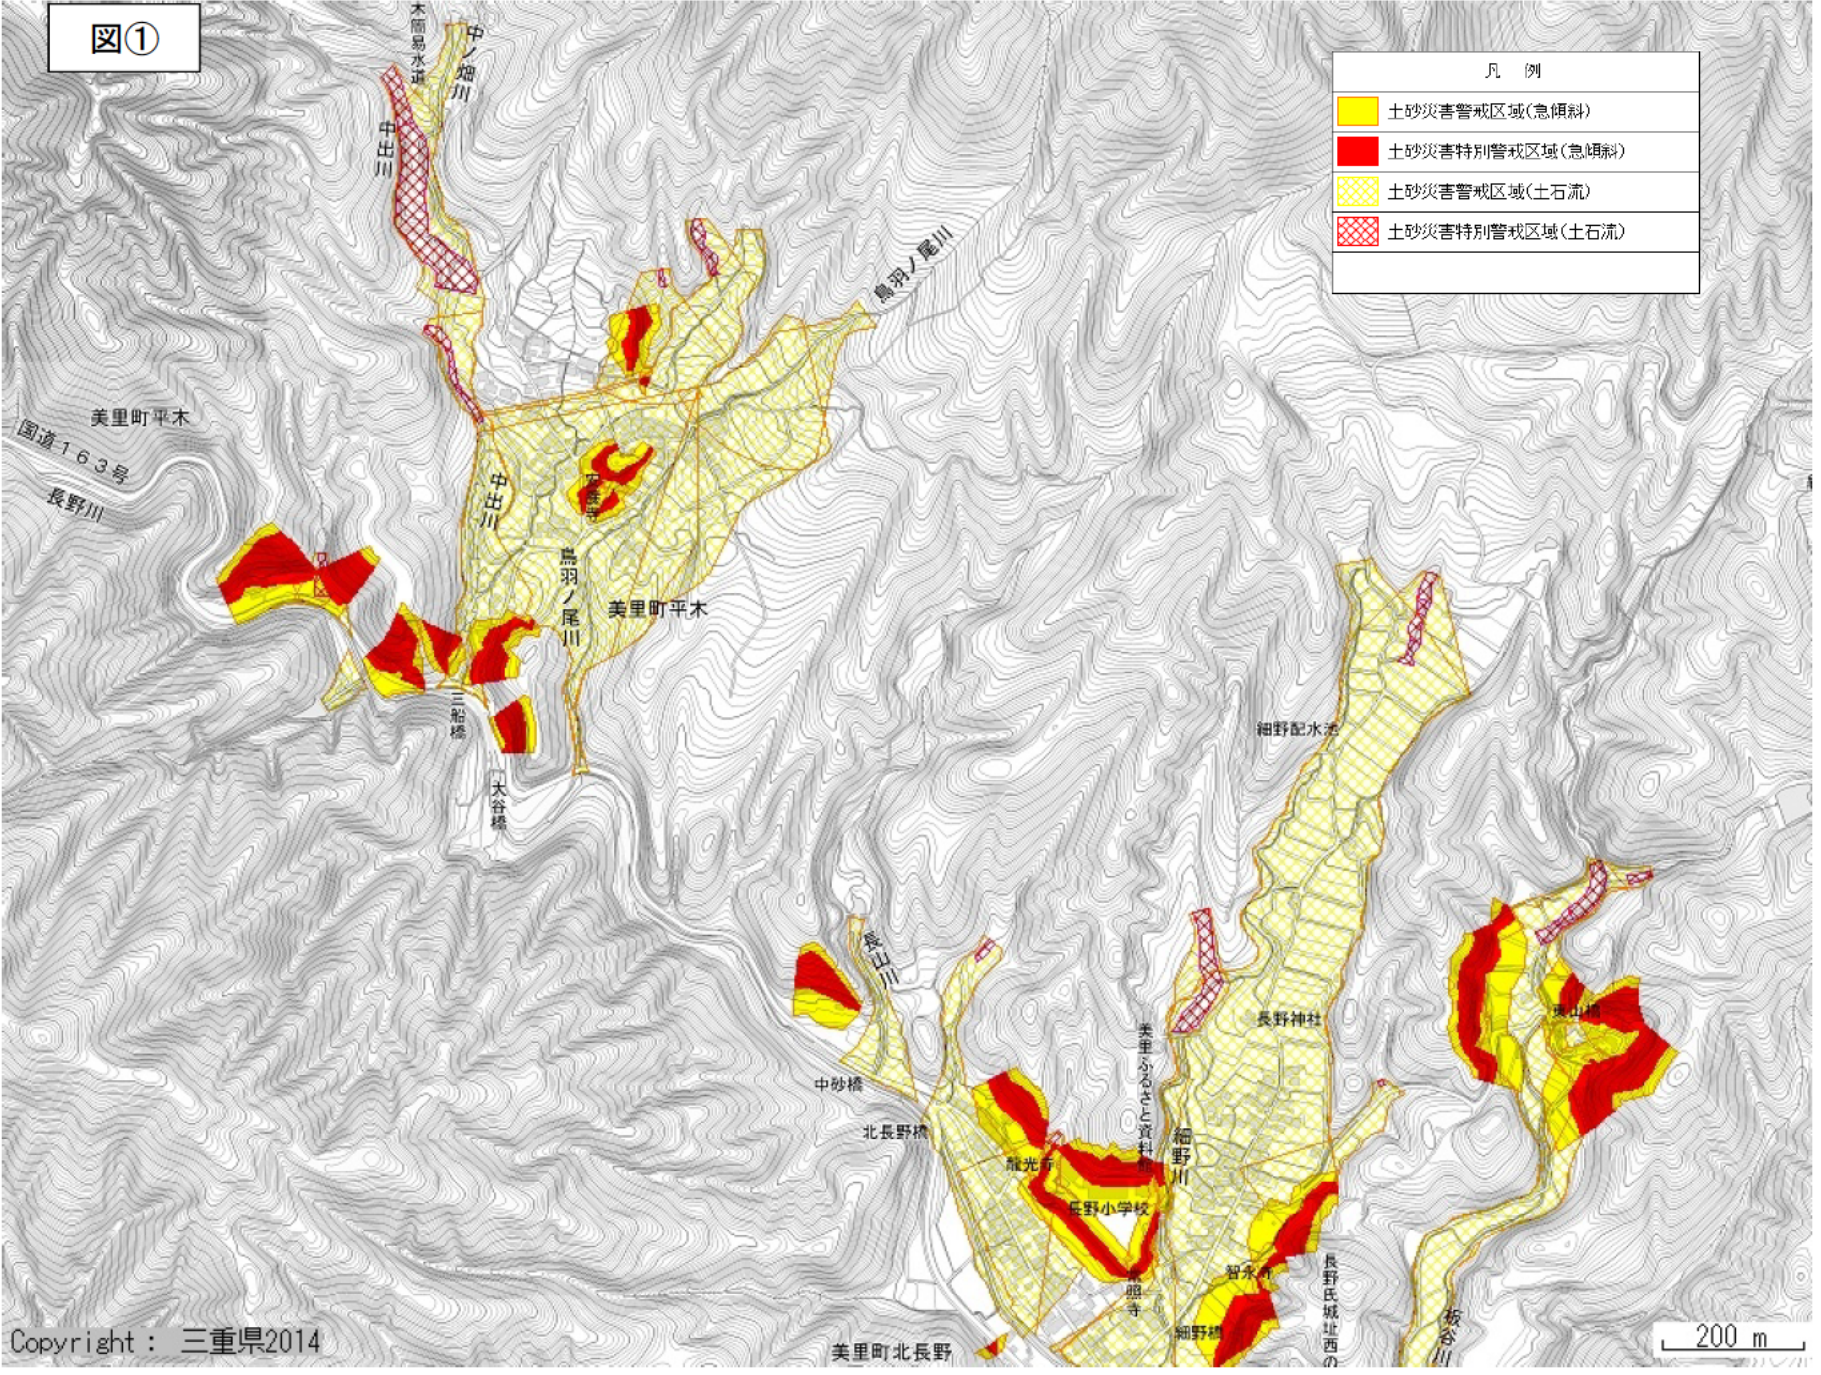 図①
凡　例
土砂災害警戒区域(急傾斜)
土砂災害特別警戒区域(急傾斜)
土砂災害警戒区域(土石流)
土砂災害特別警戒区域(土石流)
木簡易水道
中ノ畑川
中出川
鳥羽ノ尾川
美里町平木
国道163号
長野川
中出川
鳥羽ノ尾川
美里町平木
三船橋
大谷橋
細野配水池
長山川
長野神社
東山橋
中砂橋
北長野橋
美里ふるさと資料館
細野川
龍光寺
長野小学校
智永寺
照寺
細野橋
長野氏城址西の
板谷川
美里町北長野
Copyright： 三重県2014
200 m